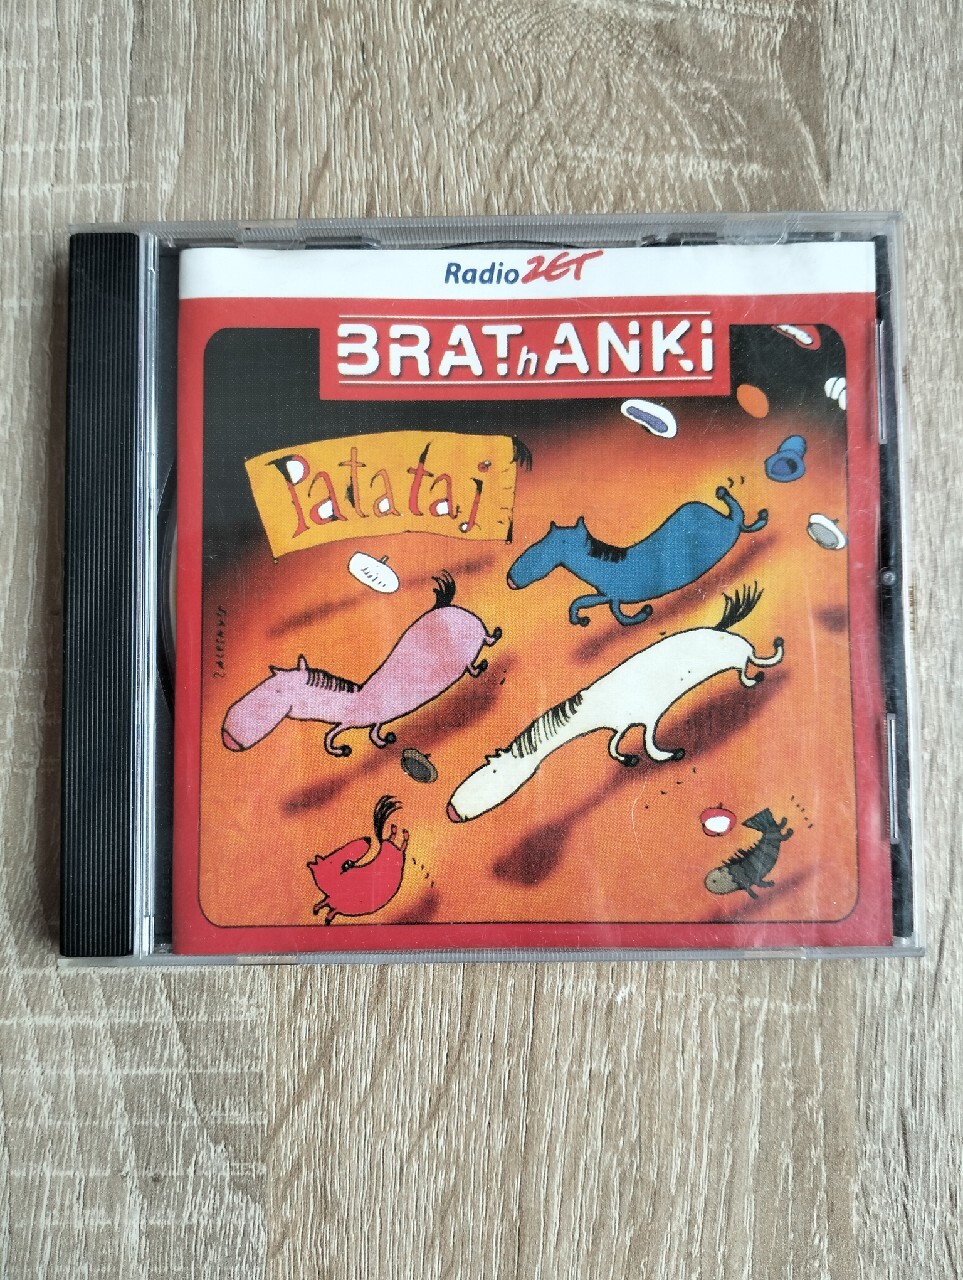 Radio ZET
BRAThANKi
Patataj